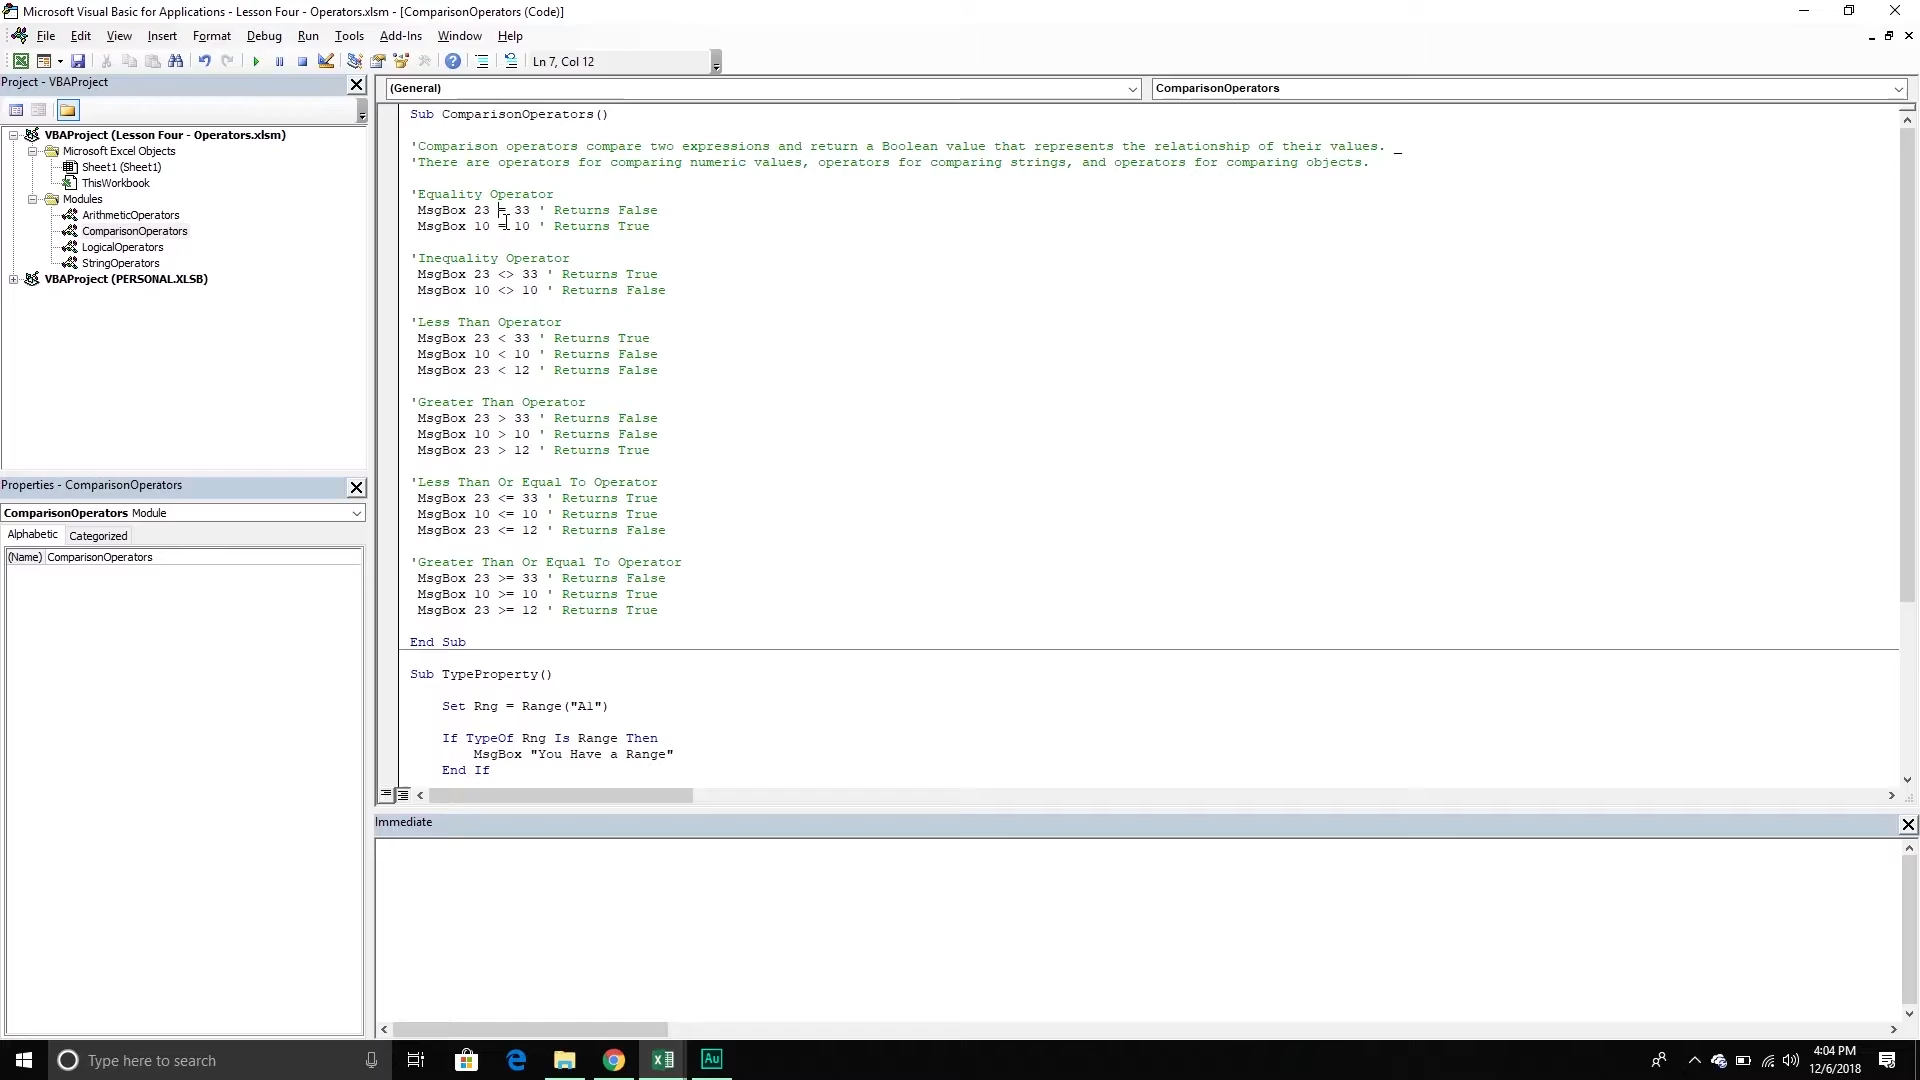 Microsoft Visual Basic for Applications - Lesson Four - Operators.xlsm - [ComparisonOperators (Code)]
File Edit View Insert Format Debug Run Tools Add-Ins Window Help
Ln 7, Col 12
Project - VBAProject
(General)
ComparisonOperators
VBAProject (Lesson Four - Operators.xlsm)
Microsoft Excel Objects
Sheet1 (Sheet1)
ThisWorkbook
Modules
ArithmeticOperators
ComparisonOperators
LogicalOperators
StringOperators
VBAProject (PERSONAL.XLSB)
Properties - ComparisonOperators
ComparisonOperators Module
Alphabetic Categorized
(Name) ComparisonOperators
Sub ComparisonOperators()
'Comparison operators compare two expressions and return a Boolean value that represents the relationship of their values. _
'There are operators for comparing numeric values, operators for comparing strings, and operators for comparing objects.
'Equality Operator
MsgBox 23 = 33 ' Returns False
MsgBox 10 = 10 ' Returns True
'Inequality Operator
MsgBox 23 <> 33 ' Returns True
MsgBox 10 <> 10 ' Returns False
'Less Than Operator
MsgBox 23 < 33 ' Returns True
MsgBox 10 < 10 ' Returns False
MsgBox 23 < 12 ' Returns False
'Greater Than Operator
MsgBox 23 > 33 ' Returns False
MsgBox 10 > 10 ' Returns False
MsgBox 23 > 12 ' Returns True
'Less Than Or Equal To Operator
MsgBox 23 <= 33 ' Returns True
MsgBox 10 <= 10 ' Returns True
MsgBox 23 <= 12 ' Returns False
'Greater Than Or Equal To Operator
MsgBox 23 >= 33 ' Returns False
MsgBox 10 >= 10 ' Returns True
MsgBox 23 >= 12 ' Returns True
End Sub
Sub TypeProperty()
Set Rng = Range("A1")
If TypeOf Rng Is Range Then
MsgBox "You Have a Range"
End If
Immediate
Type here to search
Au
4:04 PM
12/6/2018